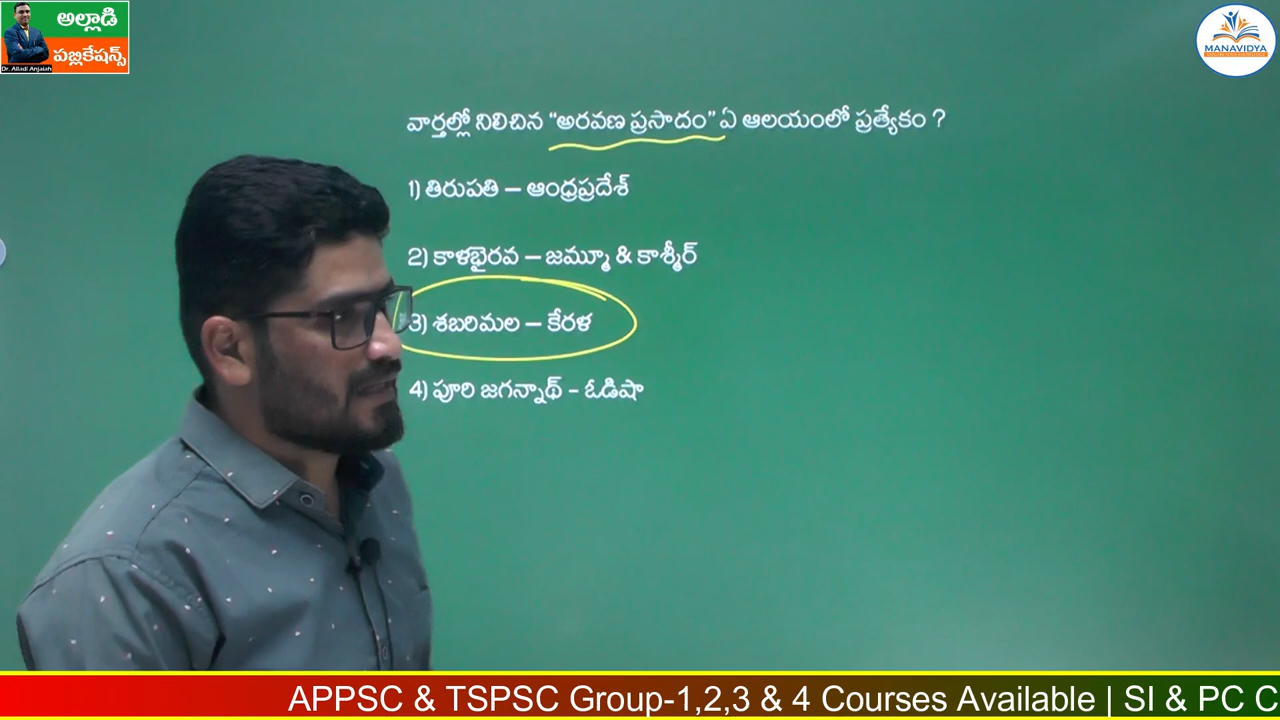 అల్లాడి
పబ్లికేషన్స్
Dr. Alladi Anjaiah
MANAVIDYA
వార్తల్లో నిలిచిన “అరవణ ప్రసాదం” ఏ ఆలయంలో ప్రత్యేకం ?
1) తిరుపతి – ఆంధ్రప్రదేశ్
2) కాళభైరవ – జమ్మూ & కాశ్మీర్
3) శబరిమల – కేరళ
4) పూరి జగన్నాథ్ - ఓడిషా
APPSC & TSPSC Group-1,2,3 & 4 Courses Available | SI & PC C